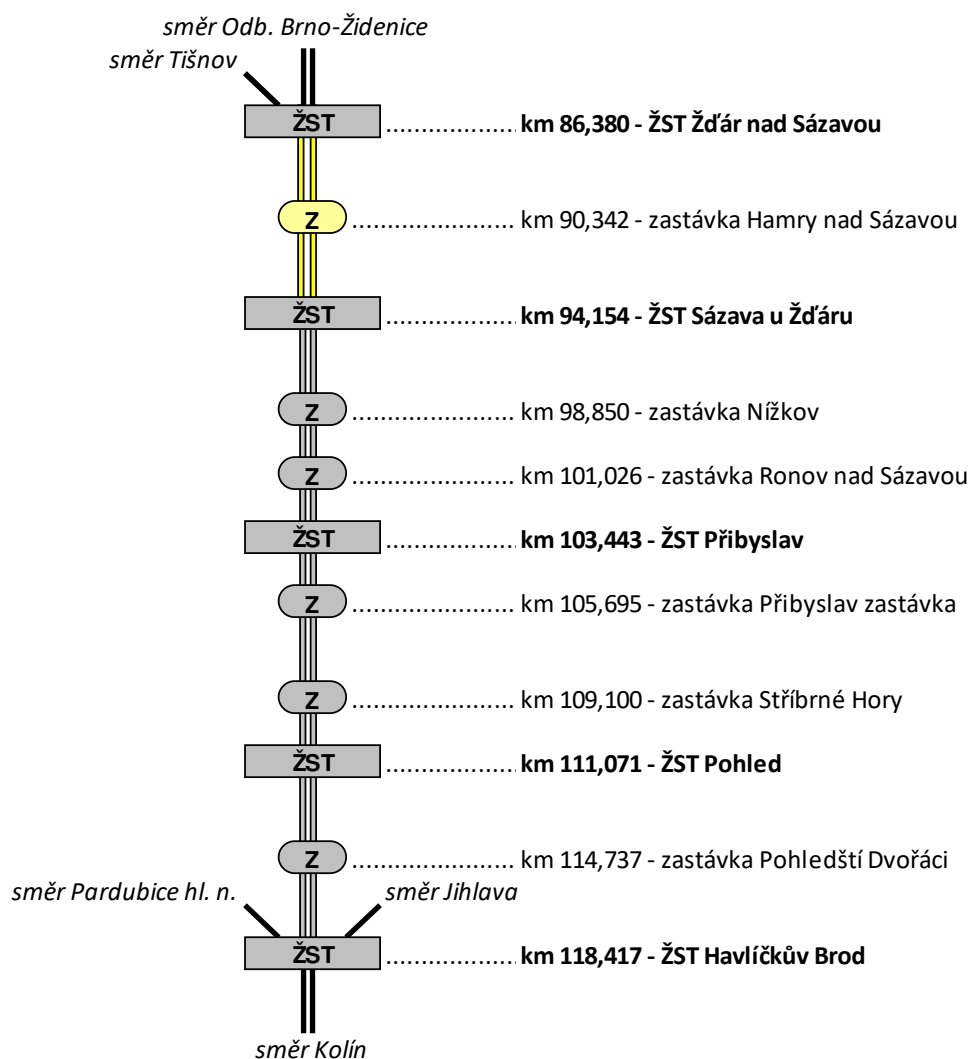 směr Odb. Brno-Židenice
směr Tišnov
ŽST ..................... km 86,380 - ŽST Žďár nad Sázavou
Z .......................... km 90,342 - zastávka Hamry nad Sázavou
ŽST ..................... km 94,154 - ŽST Sázava u Žďáru
Z .......................... km 98,850 - zastávka Nížkov
Z .......................... km 101,026 - zastávka Ronov nad Sázavou
ŽST ..................... km 103,443 - ŽST Přibyslav
Z .......................... km 105,695 - zastávka Přibyslav zastávka
Z .......................... km 109,100 - zastávka Stříbrné Hory
ŽST ..................... km 111,071 - ŽST Pohled
Z .......................... km 114,737 - zastávka Pohledští Dvořáci
směr Pardubice hl. n. směr Jihlava
ŽST ..................... km 118,417 - ŽST Havlíčkův Brod
směr Kolín